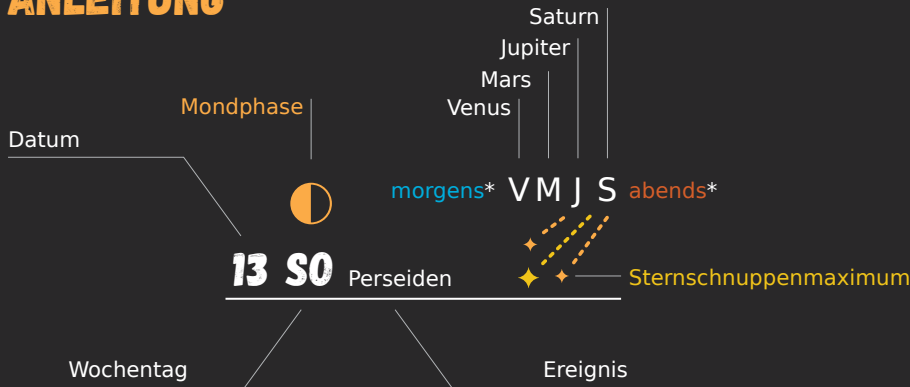 ANLEITUNG
Saturn
Jupiter
Mars
Mondphase Venus
Datum
morgens* V M J S abends*
13 SO Perseiden Sternschnuppenmaximum
Wochentag Ereignis